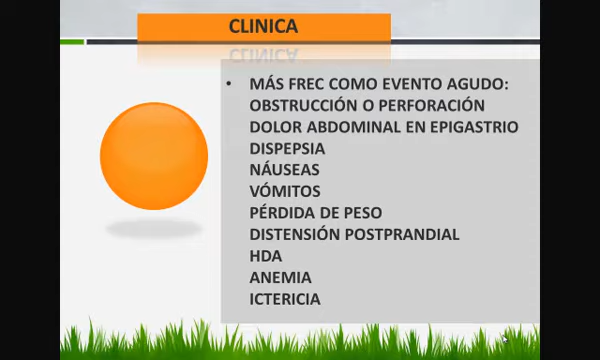 CLINICA
• MÁS FREC COMO EVENTO AGUDO:
OBSTRUCCIÓN O PERFORACIÓN
DOLOR ABDOMINAL EN EPIGASTRIO
DISPEPSIA
NÁUSEAS
VÓMITOS
PÉRDIDA DE PESO
DISTENSIÓN POSTPRANDIAL
HDA
ANEMIA
ICTERICIA